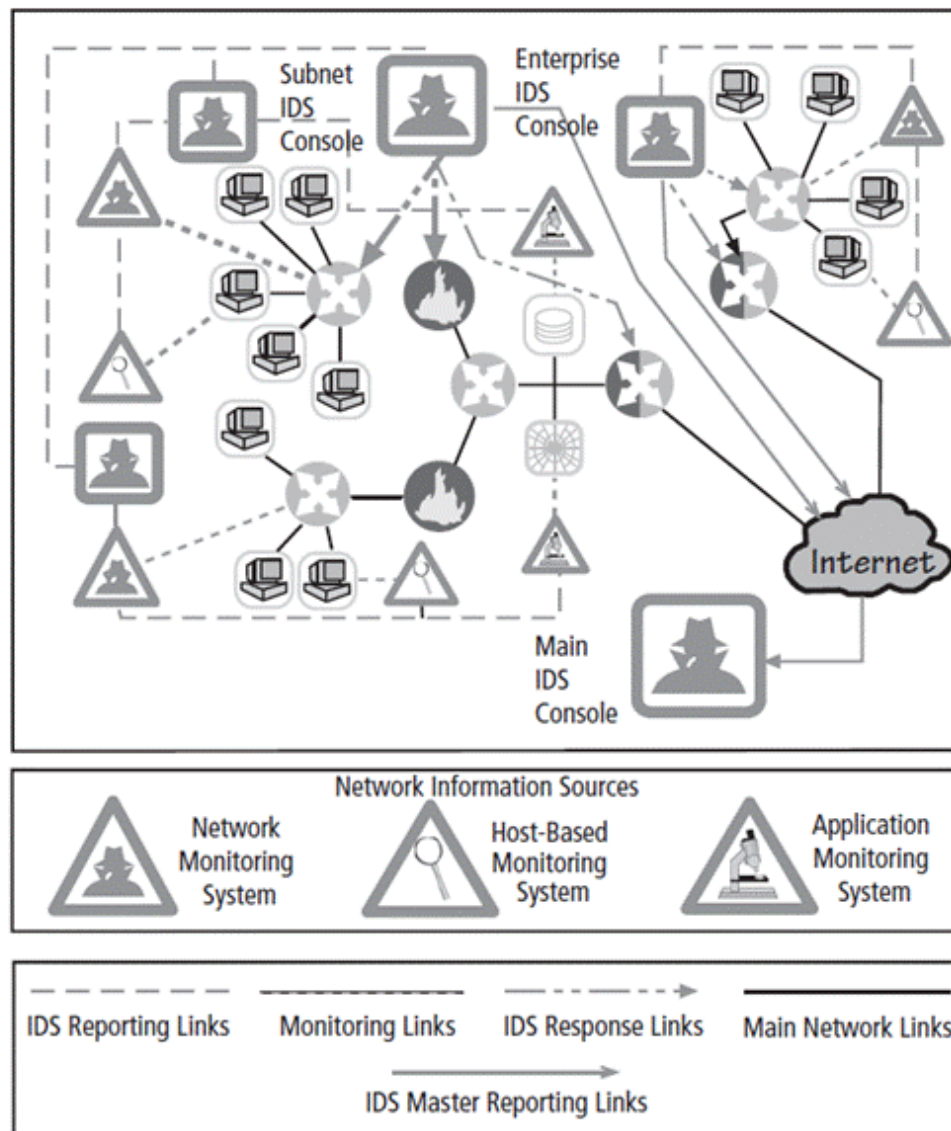 Subnet
IDS
Console
Enterprise
IDS
Console
Internet
Main
IDS
Console
Network Information Sources
Network
Monitoring
System
Host-Based
Monitoring
System
Application
Monitoring
System
IDS Reporting Links
Monitoring Links
IDS Response Links
Main Network Links
IDS Master Reporting Links